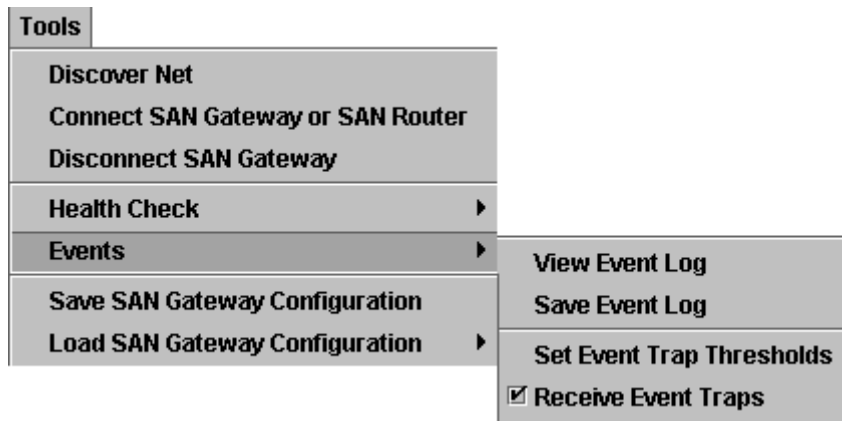 Tools
Discover Net
Connect SAN Gateway or SAN Router
Disconnect SAN Gateway
Health Check
Events
Save SAN Gateway Configuration
Load SAN Gateway Configuration
View Event Log
Save Event Log
Set Event Trap Thresholds
Receive Event Traps